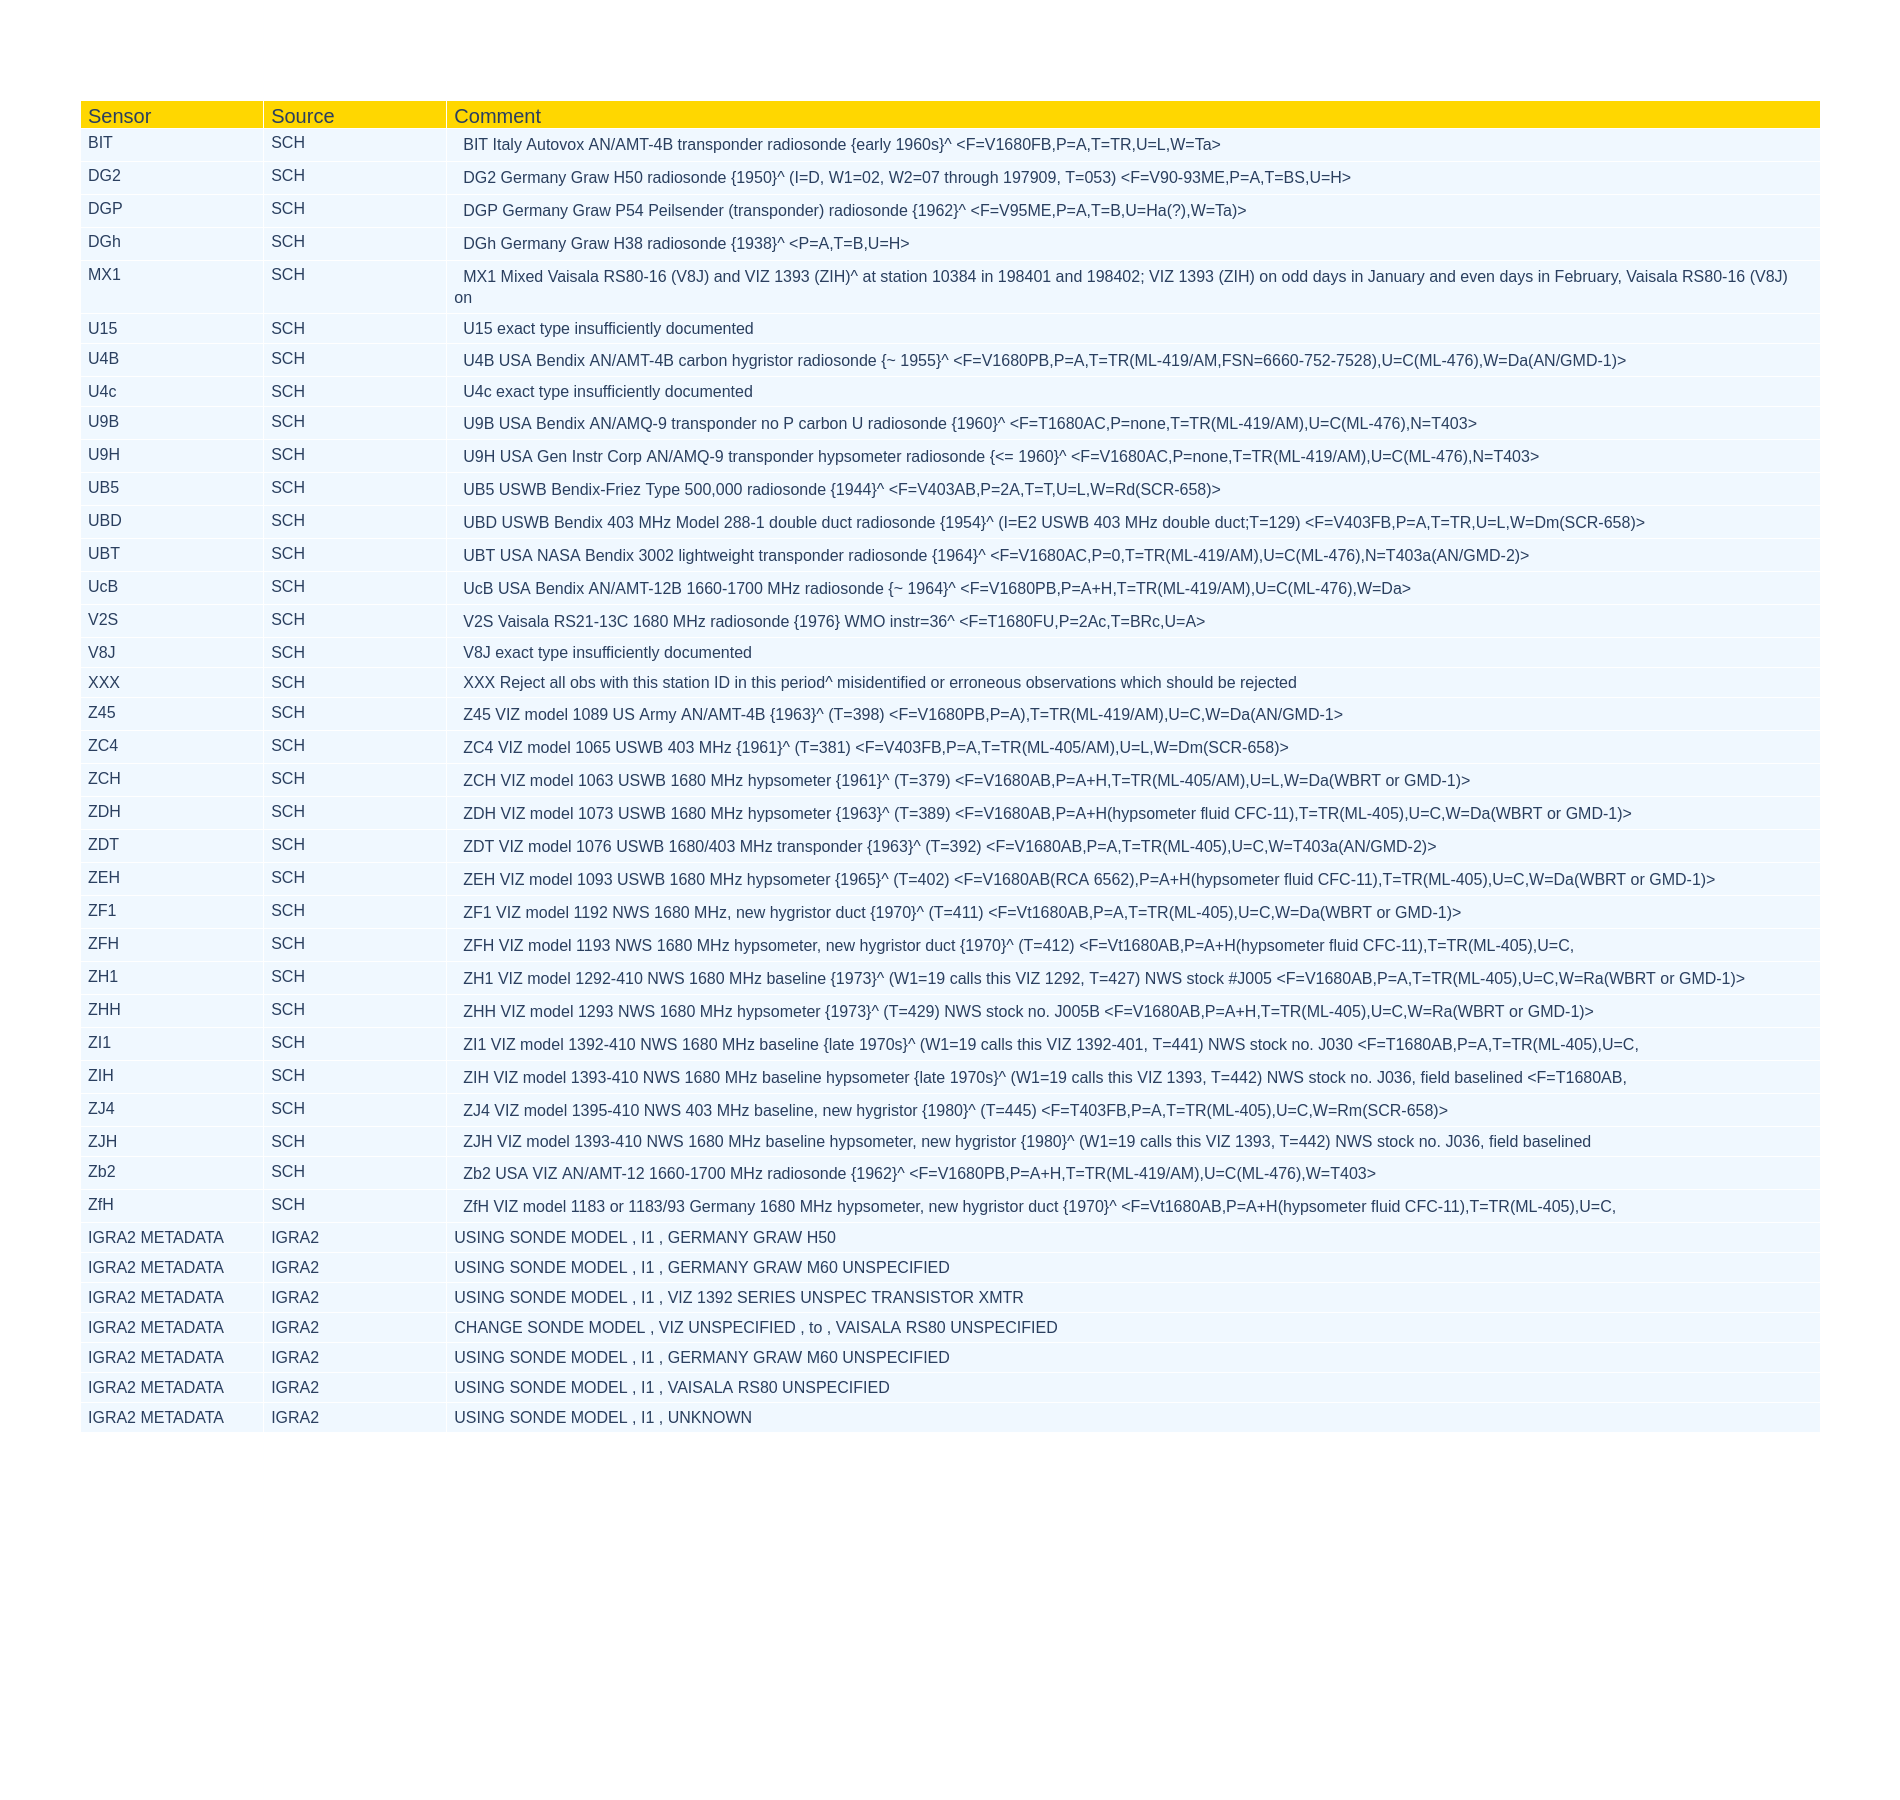 Sensor Source Comment
BIT SCH BIT Italy Autovox AN/AMT-4B transponder radiosonde {early 1960s}^ <F=V1680FB,P=A,T=TR,U=L,W=Ta>
DG2 SCH DG2 Germany Graw H50 radiosonde {1950}^ (I=D, W1=02, W2=07 through 197909, T=053) <F=V90-93ME,P=A,T=BS,U=H>
DGP SCH DGP Germany Graw P54 Peilsender (transponder) radiosonde {1962}^ <F=V95ME,P=A,T=B,U=Ha(?),W=Ta)>
DGh SCH DGh Germany Graw H38 radiosonde {1938}^ <P=A,T=B,U=H>
MX1 SCH MX1 Mixed Vaisala RS80-16 (V8J) and VIZ 1393 (ZIH)^ at station 10384 in 198401 and 198402; VIZ 1393 (ZIH) on odd days in January and even days in February, Vaisala RS80-16 (V8J)
on
U15 SCH U15 exact type insufficiently documented
U4B SCH U4B USA Bendix AN/AMT-4B carbon hygristor radiosonde {~ 1955}^ <F=V1680PB,P=A,T=TR(ML-419/AM,FSN=6660-752-7528),U=C(ML-476),W=Da(AN/GMD-1)>
U4c SCH U4c exact type insufficiently documented
U9B SCH U9B USA Bendix AN/AMQ-9 transponder no P carbon U radiosonde {1960}^ <F=T1680AC,P=none,T=TR(ML-419/AM),U=C(ML-476),N=T403>
U9H SCH U9H USA Gen Instr Corp AN/AMQ-9 transponder hypsometer radiosonde {<= 1960}^ <F=V1680AC,P=none,T=TR(ML-419/AM),U=C(ML-476),N=T403>
UB5 SCH UB5 USWB Bendix-Friez Type 500,000 radiosonde {1944}^ <F=V403AB,P=2A,T=T,U=L,W=Rd(SCR-658)>
UBD SCH UBD USWB Bendix 403 MHz Model 288-1 double duct radiosonde {1954}^ (I=E2 USWB 403 MHz double duct;T=129) <F=V403FB,P=A,T=TR,U=L,W=Dm(SCR-658)>
UBT SCH UBT USA NASA Bendix 3002 lightweight transponder radiosonde {1964}^ <F=V1680AC,P=0,T=TR(ML-419/AM),U=C(ML-476),N=T403a(AN/GMD-2)>
UcB SCH UcB USA Bendix AN/AMT-12B 1660-1700 MHz radiosonde {~ 1964}^ <F=V1680PB,P=A+H,T=TR(ML-419/AM),U=C(ML-476),W=Da>
V2S SCH V2S Vaisala RS21-13C 1680 MHz radiosonde {1976} WMO instr=36^ <F=T1680FU,P=2Ac,T=BRc,U=A>
V8J SCH V8J exact type insufficiently documented
XXX SCH XXX Reject all obs with this station ID in this period^ misidentified or erroneous observations which should be rejected
Z45 SCH Z45 VIZ model 1089 US Army AN/AMT-4B {1963}^ (T=398) <F=V1680PB,P=A),T=TR(ML-419/AM),U=C,W=Da(AN/GMD-1>
ZC4 SCH ZC4 VIZ model 1065 USWB 403 MHz {1961}^ (T=381) <F=V403FB,P=A,T=TR(ML-405/AM),U=L,W=Dm(SCR-658)>
ZCH SCH ZCH VIZ model 1063 USWB 1680 MHz hypsometer {1961}^ (T=379) <F=V1680AB,P=A+H,T=TR(ML-405/AM),U=L,W=Da(WBRT or GMD-1)>
ZDH SCH ZDH VIZ model 1073 USWB 1680 MHz hypsometer {1963}^ (T=389) <F=V1680AB,P=A+H(hypsometer fluid CFC-11),T=TR(ML-405),U=C,W=Da(WBRT or GMD-1)>
ZDT SCH ZDT VIZ model 1076 USWB 1680/403 MHz transponder {1963}^ (T=392) <F=V1680AB,P=A,T=TR(ML-405),U=C,W=T403a(AN/GMD-2)>
ZEH SCH ZEH VIZ model 1093 USWB 1680 MHz hypsometer {1965}^ (T=402) <F=V1680AB(RCA 6562),P=A+H(hypsometer fluid CFC-11),T=TR(ML-405),U=C,W=Da(WBRT or GMD-1)>
ZF1 SCH ZF1 VIZ model 1192 NWS 1680 MHz, new hygristor duct {1970}^ (T=411) <F=Vt1680AB,P=A,T=TR(ML-405),U=C,W=Da(WBRT or GMD-1)>
ZFH SCH ZFH VIZ model 1193 NWS 1680 MHz hypsometer, new hygristor duct {1970}^ (T=412) <F=Vt1680AB,P=A+H(hypsometer fluid CFC-11),T=TR(ML-405),U=C,
ZH1 SCH ZH1 VIZ model 1292-410 NWS 1680 MHz baseline {1973}^ (W1=19 calls this VIZ 1292, T=427) NWS stock #J005 <F=V1680AB,P=A,T=TR(ML-405),U=C,W=Ra(WBRT or GMD-1)>
ZHH SCH ZHH VIZ model 1293 NWS 1680 MHz hypsometer {1973}^ (T=429) NWS stock no. J005B <F=V1680AB,P=A+H,T=TR(ML-405),U=C,W=Ra(WBRT or GMD-1)>
ZI1 SCH ZI1 VIZ model 1392-410 NWS 1680 MHz baseline {late 1970s}^ (W1=19 calls this VIZ 1392-401, T=441) NWS stock no. J030 <F=T1680AB,P=A,T=TR(ML-405),U=C,
ZIH SCH ZIH VIZ model 1393-410 NWS 1680 MHz baseline hypsometer {late 1970s}^ (W1=19 calls this VIZ 1393, T=442) NWS stock no. J036, field baselined <F=T1680AB,
ZJ4 SCH ZJ4 VIZ model 1395-410 NWS 403 MHz baseline, new hygristor {1980}^ (T=445) <F=T403FB,P=A,T=TR(ML-405),U=C,W=Rm(SCR-658)>
ZJH SCH ZJH VIZ model 1393-410 NWS 1680 MHz baseline hypsometer, new hygristor {1980}^ (W1=19 calls this VIZ 1393, T=442) NWS stock no. J036, field baselined
Zb2 SCH Zb2 USA VIZ AN/AMT-12 1660-1700 MHz radiosonde {1962}^ <F=V1680PB,P=A+H,T=TR(ML-419/AM),U=C(ML-476),W=T403>
ZfH SCH ZfH VIZ model 1183 or 1183/93 Germany 1680 MHz hypsometer, new hygristor duct {1970}^ <F=Vt1680AB,P=A+H(hypsometer fluid CFC-11),T=TR(ML-405),U=C,
IGRA2 METADATA IGRA2 USING SONDE MODEL , I1 , GERMANY GRAW H50
IGRA2 METADATA IGRA2 USING SONDE MODEL , I1 , GERMANY GRAW M60 UNSPECIFIED
IGRA2 METADATA IGRA2 USING SONDE MODEL , I1 , VIZ 1392 SERIES UNSPEC TRANSISTOR XMTR
IGRA2 METADATA IGRA2 CHANGE SONDE MODEL , VIZ UNSPECIFIED , to , VAISALA RS80 UNSPECIFIED
IGRA2 METADATA IGRA2 USING SONDE MODEL , I1 , GERMANY GRAW M60 UNSPECIFIED
IGRA2 METADATA IGRA2 USING SONDE MODEL , I1 , VAISALA RS80 UNSPECIFIED
IGRA2 METADATA IGRA2 USING SONDE MODEL , I1 , UNKNOWN